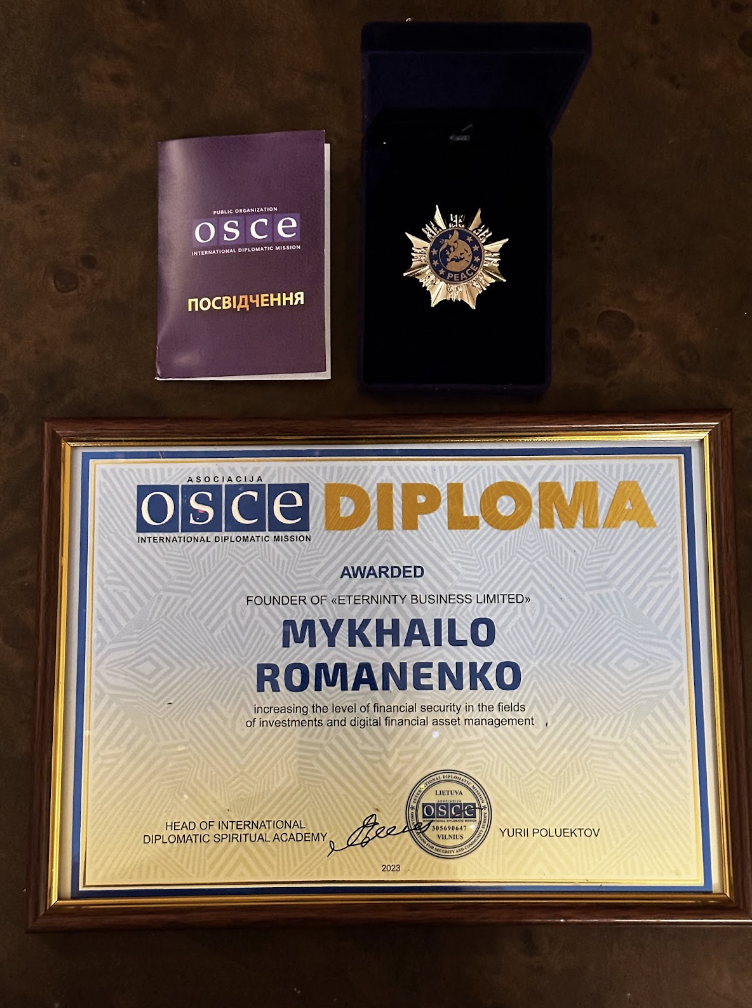 PUBLIC ORGANIZATION
osce
INTERNATIONAL DIPLOMATIC MISSION
ПОСВІДЧЕННЯ
PEACE
ASOCIACIJA
osce DIPLOMA
INTERNATIONAL DIPLOMATIC MISSION
AWARDED
FOUNDER OF «ETERNINTY BUSINESS LIMITED»
MYKHAILO
ROMANENKO
increasing the level of financial security in the fields
of investments and digital financial asset management
LIETUVA
ASOCIACIJA
OSCE
305690647
VILNIUS
HEAD OF INTERNATIONAL
DIPLOMATIC SPIRITUAL ACADEMY
YURII POLUEKTOV
2023